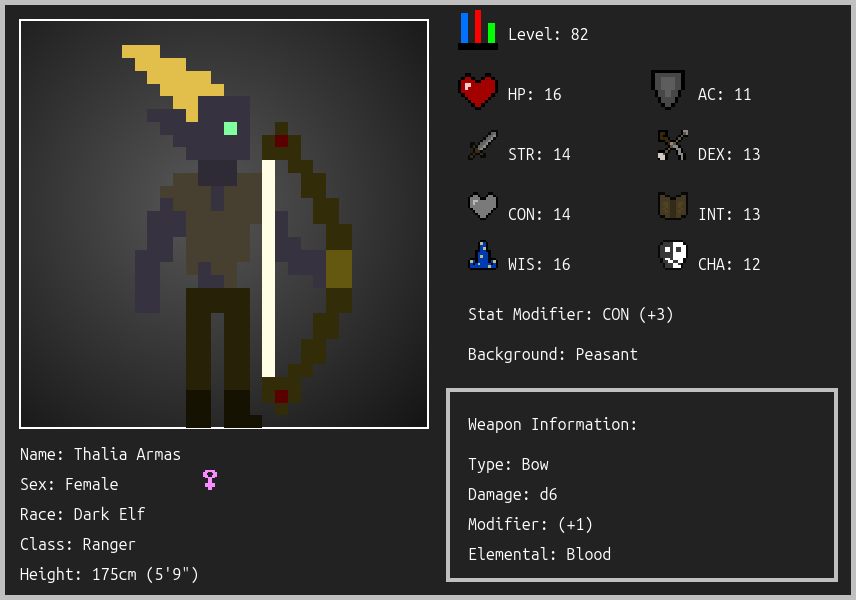 Level: 82
HP: 16
AC: 11
STR: 14
DEX: 13
CON: 14
INT: 13
WIS: 16
CHA: 12
Stat Modifier: CON (+3)
Background: Peasant
Weapon Information:
Type: Bow
Damage: d6
Modifier: (+1)
Elemental: Blood
Name: Thalia Armas
Sex: Female
Race: Dark Elf
Class: Ranger
Height: 175cm (5'9")